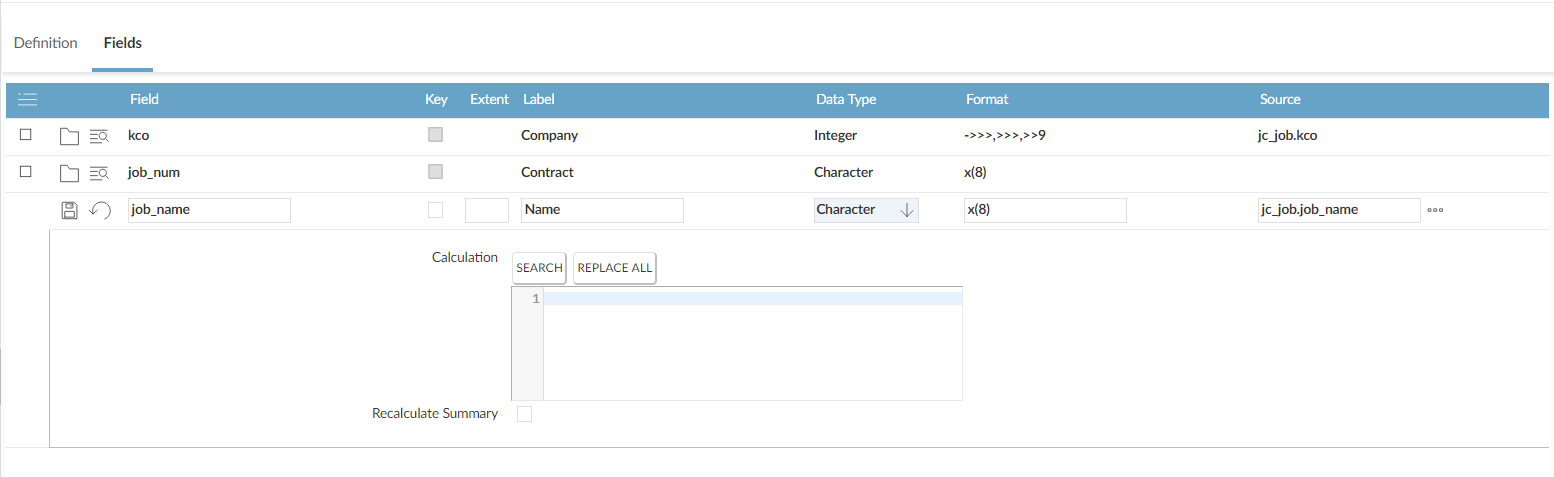 Definition Fields
Field Key Extent Label Data Type Format Source
kco Company Integer ->>>,>>>,>>9 jc_job.kco
job_num Contract Character x(8)
job_name Name Character x(8) jc_job.job_name
Calculation SEARCH REPLACE ALL
1
Recalculate Summary